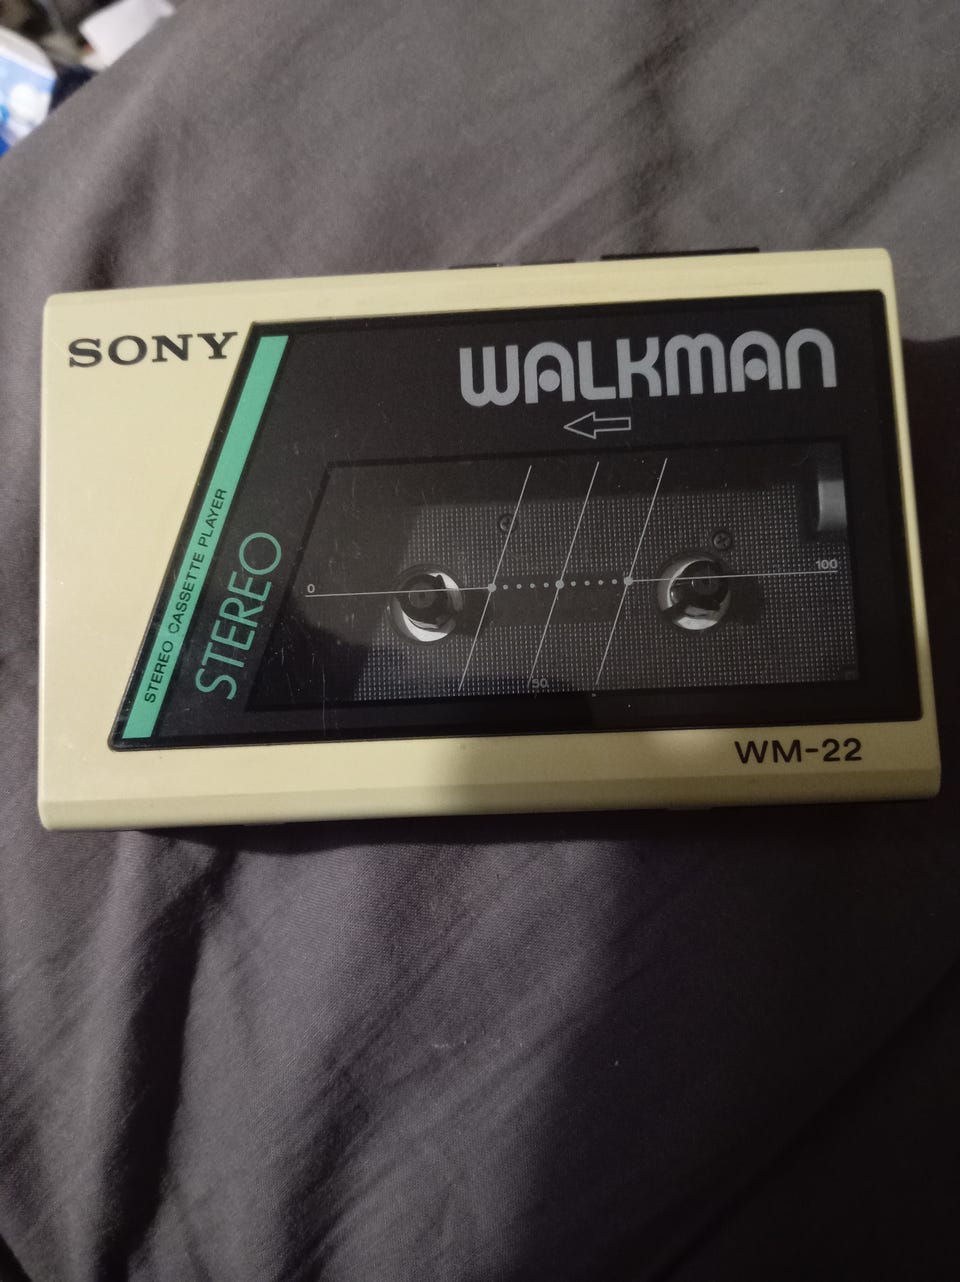 SONY
WALKMAN
STEREO CASSETTE PLAYER
STEREO
0
100
50
WM-22